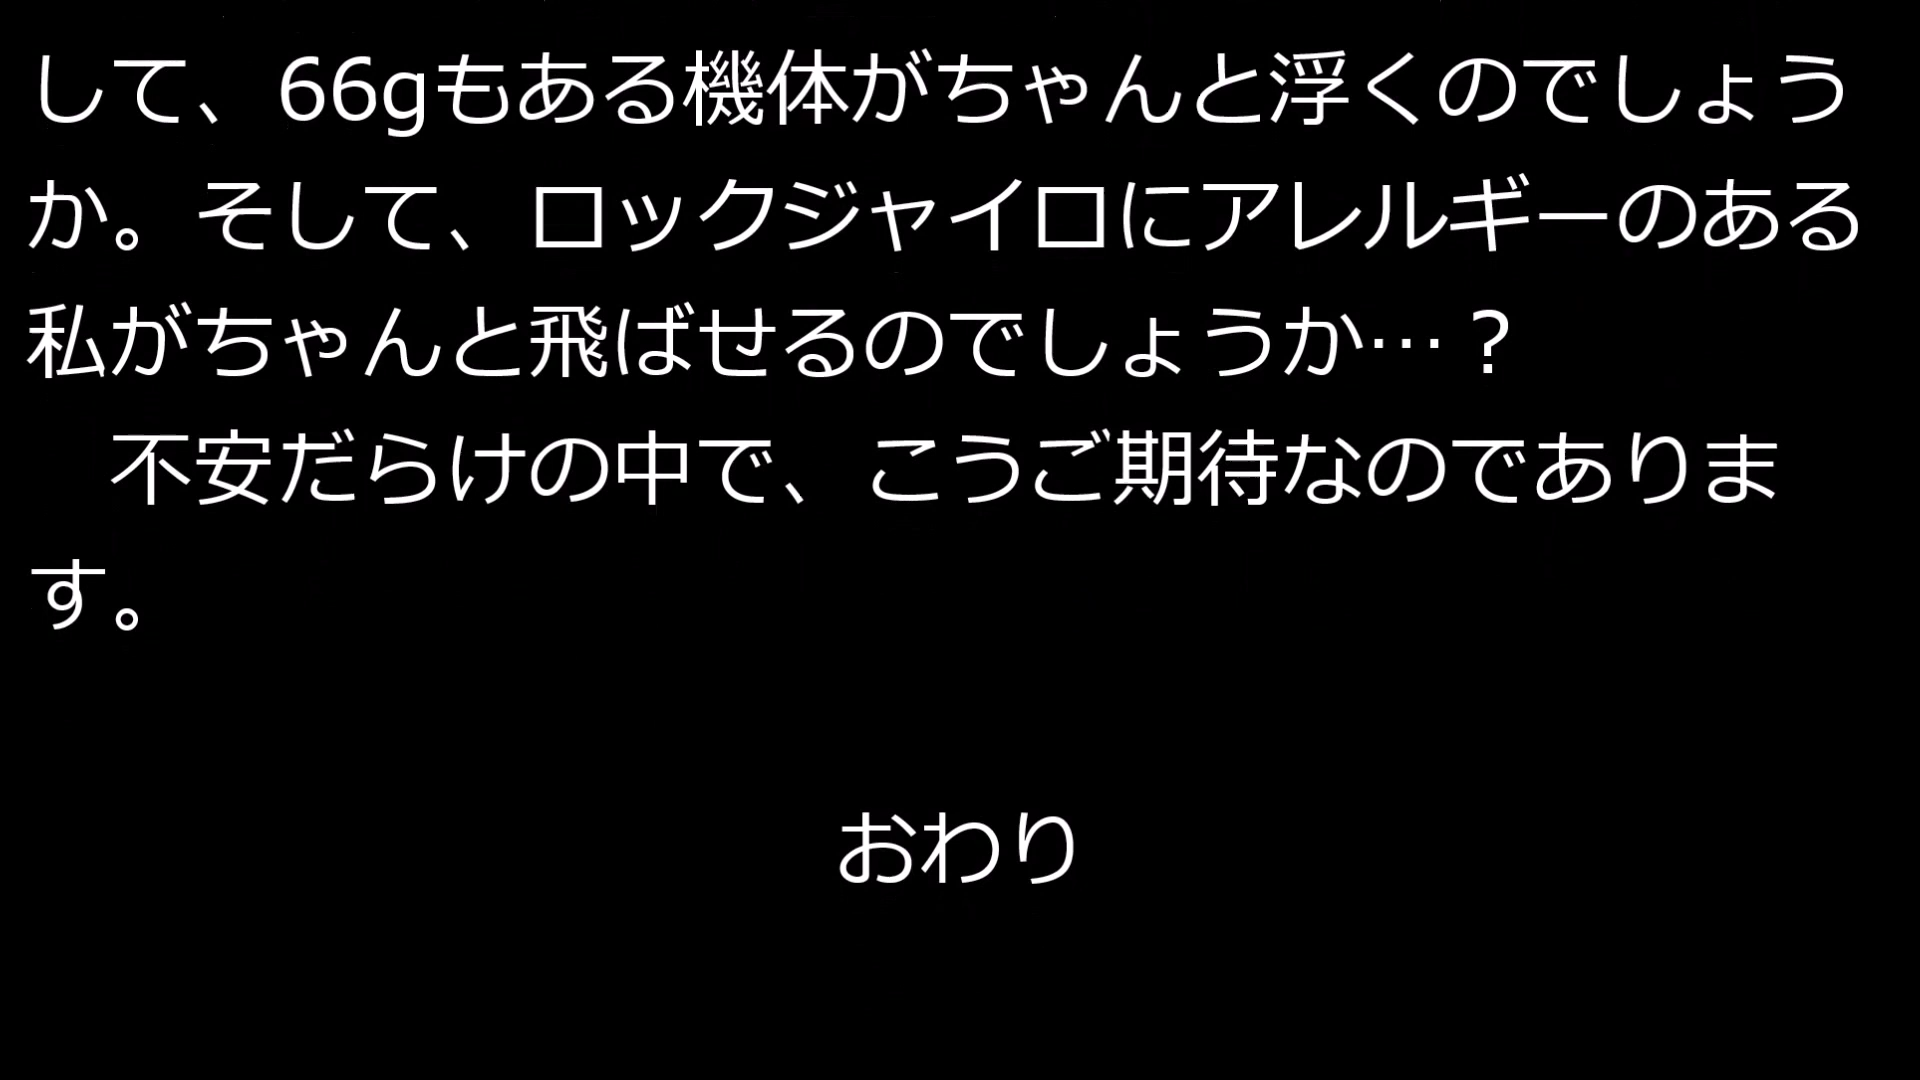 して、66gもある機体がちゃんと浮くのでしょう
か。そして、ロックジャイロにアレルギーのある
私がちゃんと飛ばせるのでしょうか…？
　不安だらけの中で、こうご期待なのでありま
す。
おわり